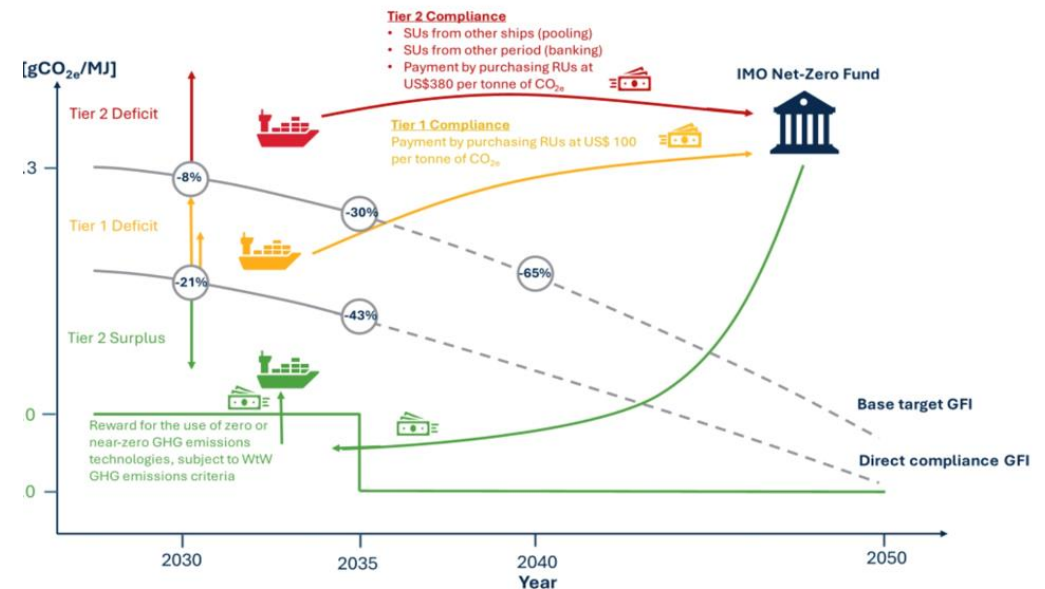 Tier 2 Compliance
• SUs from other ships (pooling)
• SUs from other period (banking)
• Payment by purchasing RUs at
US$380 per tonne of CO₂ₑ
[gCO₂ₑ/MJ]
IMO Net-Zero Fund
Tier 2 Deficit
Tier 1 Compliance
Payment by purchasing RUs at US$ 100
per tonne of CO₂ₑ
.3
-8%
-30%
Tier 1 Deficit
-65%
-21%
-43%
Tier 2 Surplus
Base target GFI
.0
Reward for the use of zero or
near-zero GHG emissions
technologies, subject to WtW
GHG emissions criteria
Direct compliance GFI
.0
2030
2035
2040
2050
Year